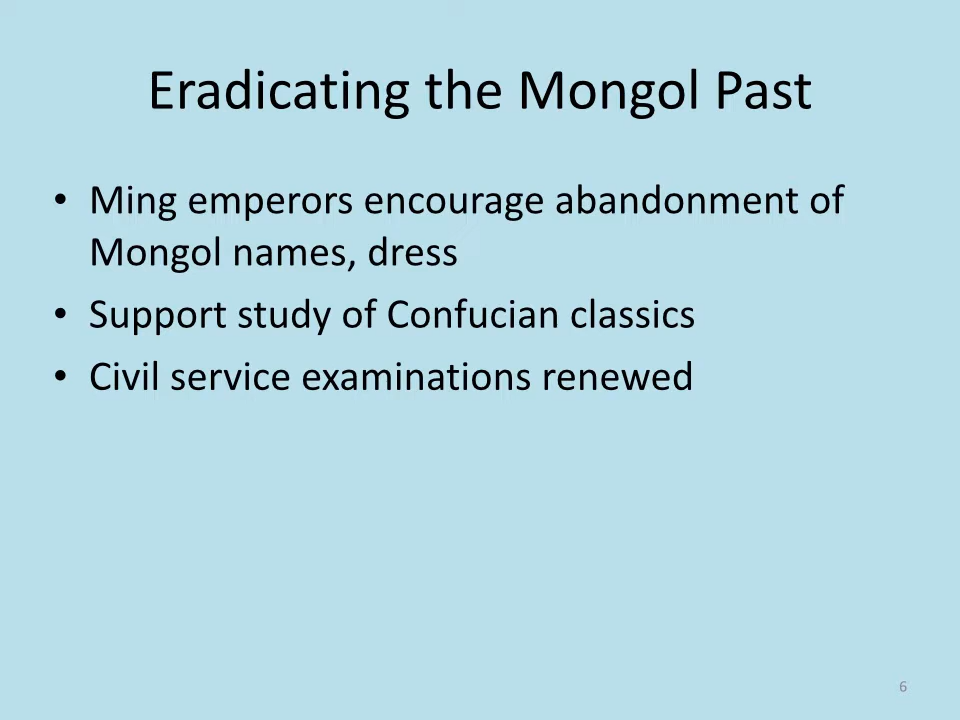 Eradicating the Mongol Past
• Ming emperors encourage abandonment of
Mongol names, dress
• Support study of Confucian classics
• Civil service examinations renewed
6